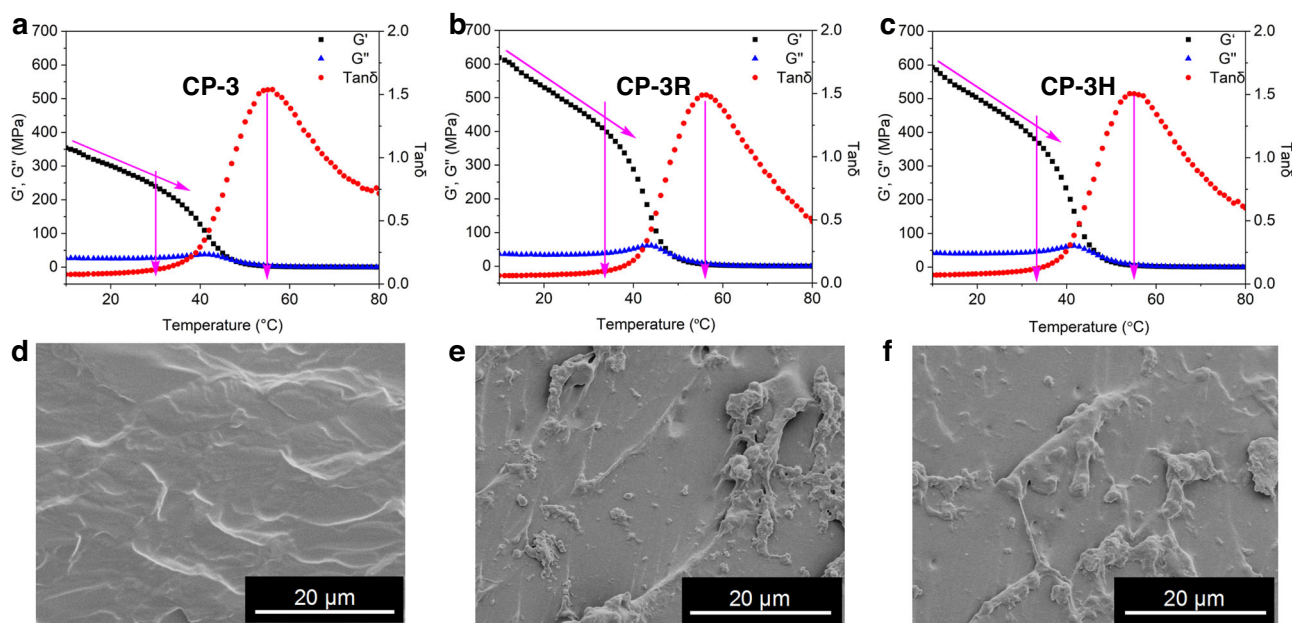 a
700
600
500
400
300
200
100
0
G', G'' (MPa)
CP-3
G'
G''
Tanδ
2.0
1.5
1.0
0.5
0.0
Tanδ
20 40 60 80
Temperature (°C)
b
700
600
500
400
300
200
100
0
G', G'' (MPa)
CP-3R
G'
G''
Tanδ
2.0
1.5
1.0
0.5
0.0
Tanδ
20 40 60 80
Temperature (°C)
c
700
600
500
400
300
200
100
0
G', G'' (MPa)
CP-3H
G'
G''
Tanδ
2.0
1.5
1.0
0.5
0.0
Tanδ
20 40 60 80
Temperature (°C)
d
20 µm
e
20 µm
f
20 µm